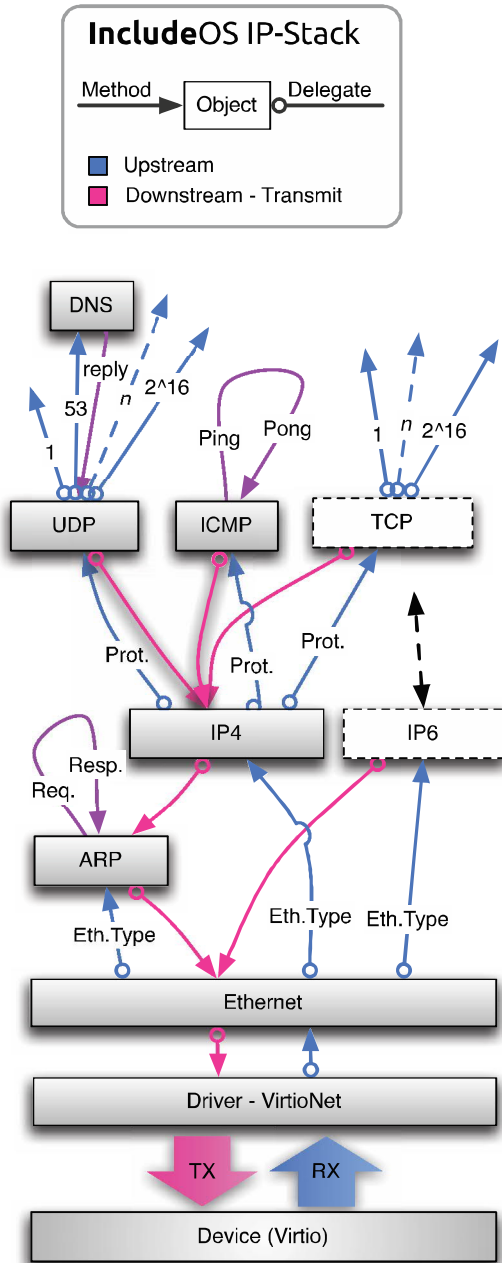 IncludeOS IP-Stack
Method
Object
Delegate
Upstream
Downstream - Transmit
DNS
reply
53
n
2^16
1
Ping
Pong
1
n
2^16
UDP
ICMP
TCP
Prot.
Prot.
Prot.
IP4
IP6
Resp.
Req.
ARP
Eth.Type
Eth.Type
Eth.Type
Ethernet
Driver - VirtioNet
TX
RX
Device (Virtio)